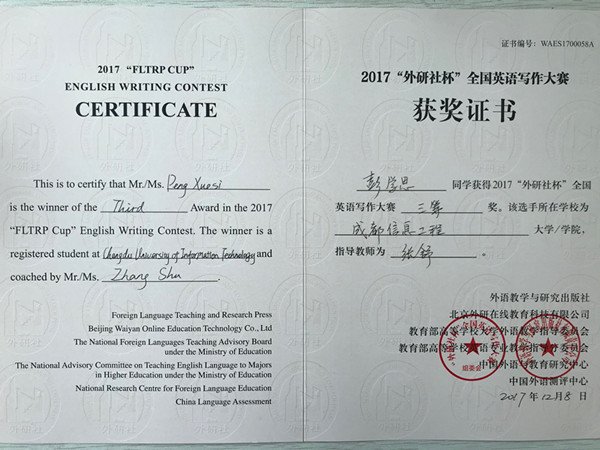 2017 “FLTRP CUP”
ENGLISH WRITING CONTEST
CERTIFICATE
This is to certify that Mr./Ms. Peng Xuesi
is the winner of the Third Award in the 2017
“FLTRP Cup” English Writing Contest. The winner is a
registered student at Chengdu University of Information Technology and
coached by Mr./Ms. Zhang Shu
Foreign Language Teaching and Research Press
Beijing Waiyan Online Education Technology Co., Ltd
The National Foreign Languages Teaching Advisory Board
under the Ministry of Education
The National Advisory Committee on Teaching English Language to Majors
in Higher Education under the Ministry of Education
National Research Centre for Foreign Language Education
China Language Assessment
证书编号：WAES1700058A
2017 “外研社杯” 全国英语写作大赛
获奖证书
彭学思 同学获得 2017 “外研社杯” 全国
英语写作大赛 三等 奖。该选手所在学校为
成都信息工程 大学/学院，
指导教师为 张舒 。
外语教学与研究出版社
北京外研在线教育科技有限公司
教育部高等学校大学外语教学指导委员会
教育部高等学校外语专业教学指导委员会
中国外语与教育研究中心
中国外语测评中心
2017年12月8日
组委会